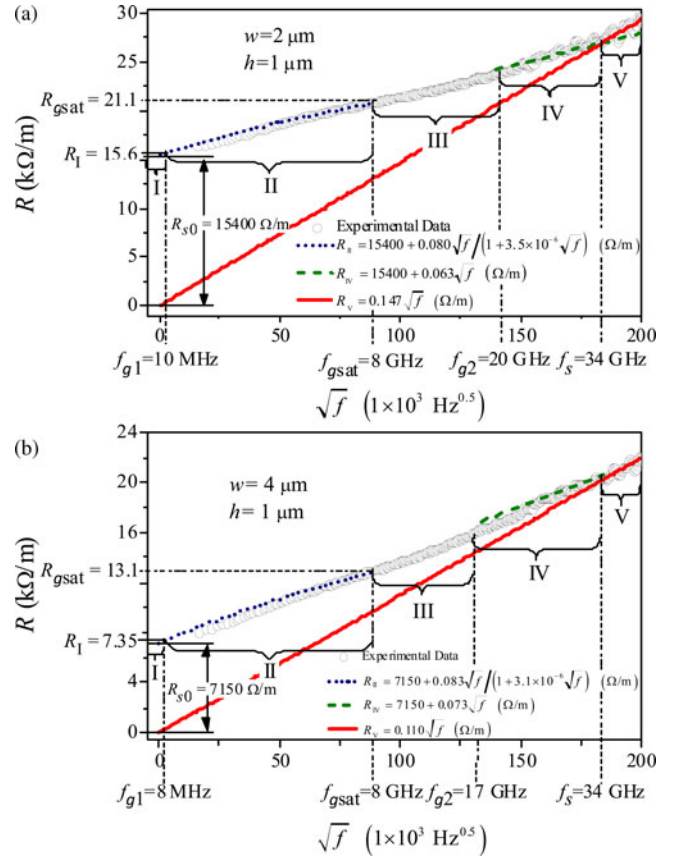 (a)
30
25
20
15
10
5
0
R (kΩ/m)
w=2 μm
h=1 μm
R_gsat=21.1
R_I=15.6
I
II
III
IV
V
R_s0=15400 Ω/m
Experimental Data
R_II=15400+0.080√f/(1+3.5×10⁻⁶√f) (Ω/m)
R_IV=15400+0.063√f (Ω/m)
R_V=0.147√f (Ω/m)
0 50 100 150 200
f_g1=10 MHz f_gsat=8 GHz f_g2=20 GHz f_s=34 GHz
√f (1×10³ Hz^0.5)
(b)
24
20
16
12
8
4
0
R (kΩ/m)
w=4 μm
h=1 μm
R_gsat=13.1
R_I=7.35
I
II
III
IV
V
R_s0=7150 Ω/m
Experimental Data
R_II=7150+0.083√f/(1+3.1×10⁻⁶√f) (Ω/m)
R_IV=7150+0.073√f (Ω/m)
R_V=0.110√f (Ω/m)
0 50 100 150 200
f_g1=8 MHz f_gsat=8 GHz f_g2=17 GHz f_s=34 GHz
√f (1×10³ Hz^0.5)